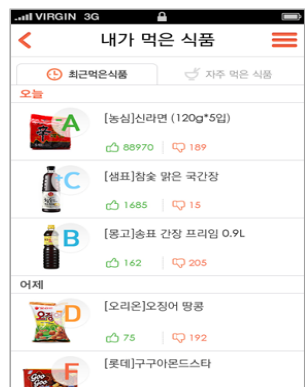 VIRGIN 3G
내가 먹은 식품
최근먹은식품
자주 먹은 식품
오늘
A
[농심]신라면 (120g*5입)
88970 189
C
[샘표]참숯 맑은 국간장
1685 15
B
[몽고]송표 간장 프리임 0.9L
162 205
어제
D
[오리온]오징어 땅콩
75 192
F
Goo Goo
[롯데]구구아몬드스타